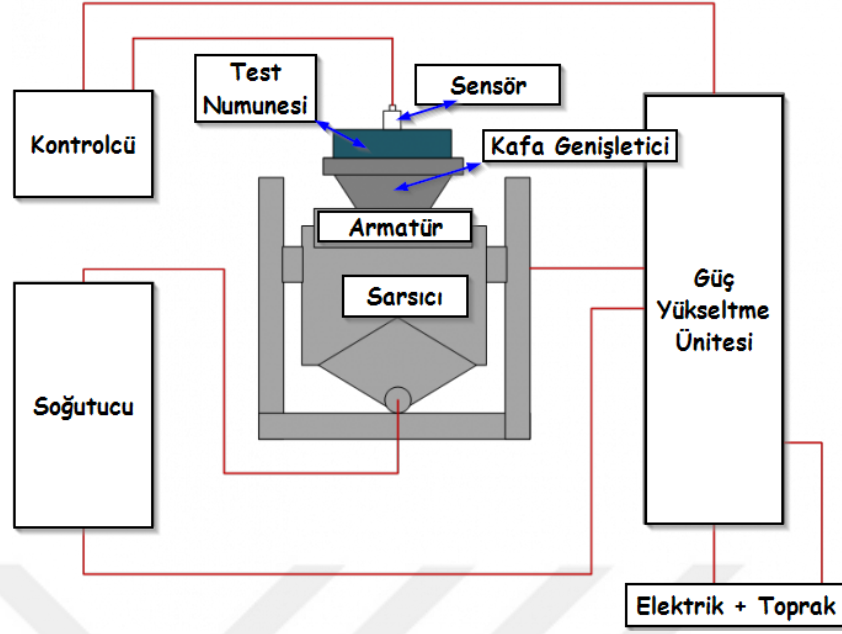 Test
Numunesi
Sensör
Kontrolcü
Kafa Genişletici
Armatür
Sarsıcı
Güç
Yükseltme
Ünitesi
Soğutucu
Elektrik + Toprak